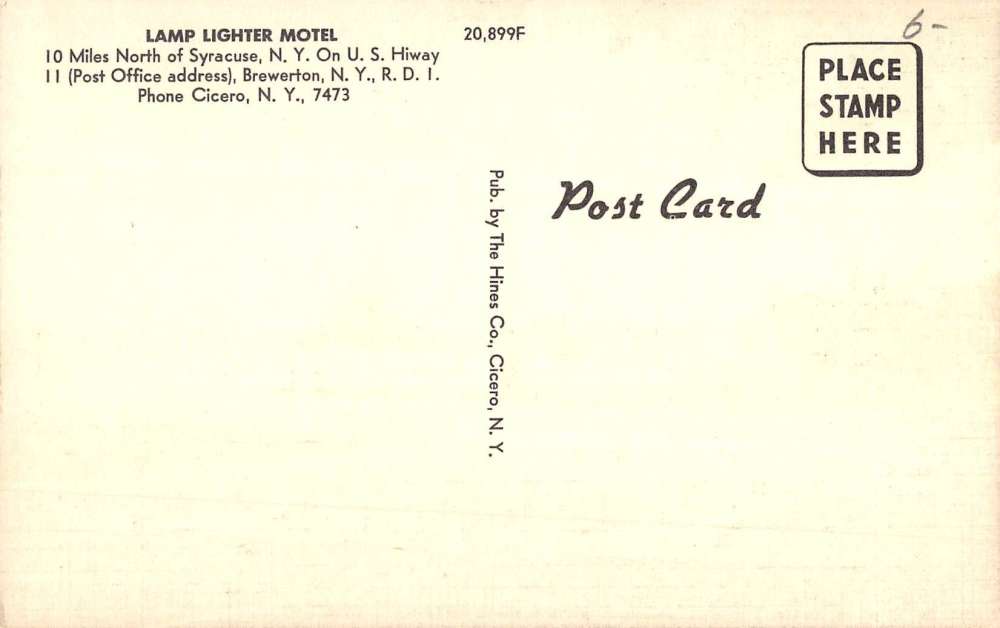 LAMP LIGHTER MOTEL
10 Miles North of Syracuse, N. Y. On U. S. Hiway
11 (Post Office address), Brewerton, N. Y., R. D. 1.
Phone Cicero, N. Y., 7473
20,899F
6-
PLACE
STAMP
HERE
Post Card
Pub. by The Hines Co., Cicero, N. Y.